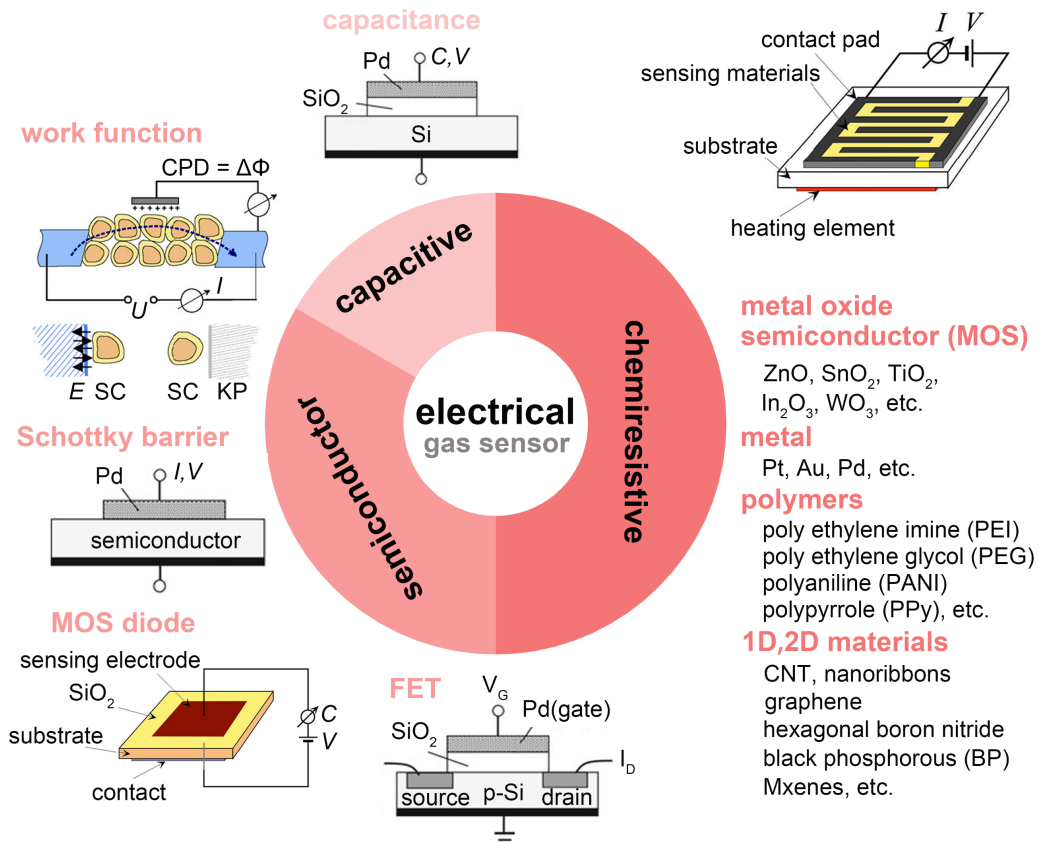 capacitance
Pd
C,V
SiO2
Si
work function
CPD = ΔΦ
I
U
E SC
SC KP
Schottky barrier
Pd
I,V
semiconductor
MOS diode
sensing electrode
SiO2
substrate
contact
C
V
FET
VG
Pd(gate)
SiO2
ID
source
p-Si
drain
capacitive
semiconductor
chemiresistive
electrical
gas sensor
I V
contact pad
sensing materials
substrate
heating element
metal oxide
semiconductor (MOS)
ZnO, SnO2, TiO2,
In2O3, WO3, etc.
metal
Pt, Au, Pd, etc.
polymers
poly ethylene imine (PEI)
poly ethylene glycol (PEG)
polyaniline (PANI)
polypyrrole (PPy), etc.
1D,2D materials
CNT, nanoribbons
graphene
hexagonal boron nitride
black phosphorous (BP)
Mxenes, etc.